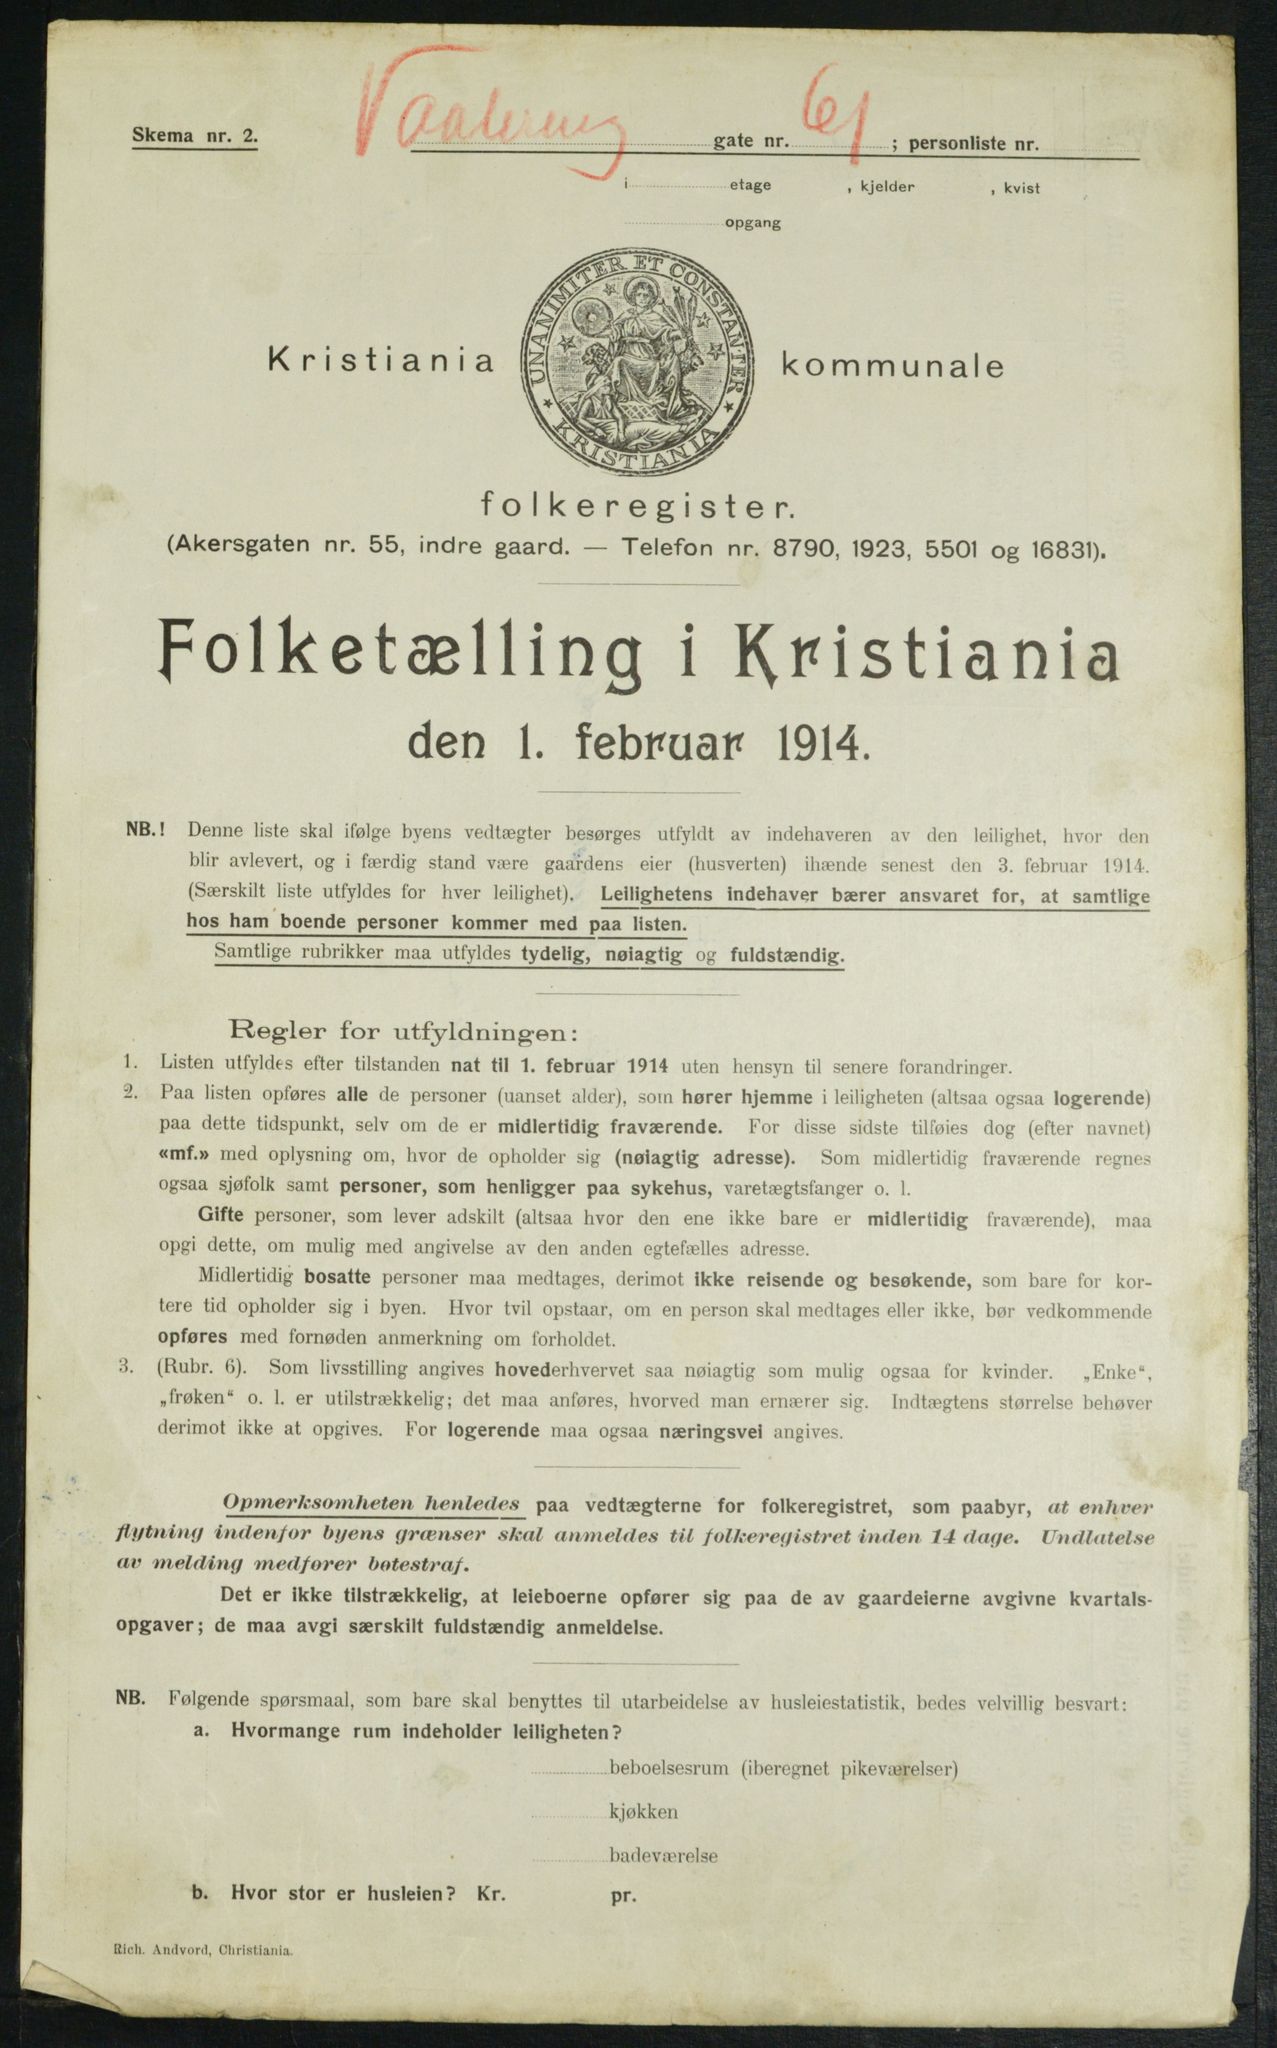 Skema nr. 2.
Vaalereng gate nr. 61; personliste nr.
i etage , kjelder , kvist
opgang
UNANIMITER ET CONSTANTER
KRISTIANIA
Kristiania kommunale
folkeregister.
(Akersgaten nr. 55, indre gaard. — Telefon nr. 8790, 1923, 5501 og 16831).
Folketælling i Kristiania
den 1. februar 1914.
NB.! Denne liste skal ifølge byens vedtægter besørges utfyldt av indehaveren av den leilighet, hvor den
blir avlevert, og i færdig stand være gaardens eier (husverten) ihænde senest den 3. februar 1914.
(Særskilt liste utfyldes for hver leilighet). Leilighetens indehaver bærer ansvaret for, at samtlige
hos ham boende personer kommer med paa listen.
Samtlige rubrikker maa utfyldes tydelig, nøiagtig og fuldstændig.
Regler for utfyldningen:
1. Listen utfyldes efter tilstanden nat til 1. februar 1914 uten hensyn til senere forandringer.
2. Paa listen opføres alle de personer (uanset alder), som hører hjemme i leiligheten (altsaa ogsaa logerende)
paa dette tidspunkt, selv om de er midlertidig fraværende. For disse sidste tilføies dog (efter navnet)
«mf.» med oplysning om, hvor de opholder sig (nøiagtig adresse). Som midlertidig fraværende regnes
ogsaa sjøfolk samt personer, som henligger paa sykehus, varetægtsfanger o. l.
Gifte personer, som lever adskilt (altsaa hvor den ene ikke bare er midlertidig fraværende), maa
opgi dette, om mulig med angivelse av den anden egtefælles adresse.
Midlertidig bosatte personer maa medtages, derimot ikke reisende og besøkende, som bare for kor-
tere tid opholder sig i byen. Hvor tvil opstaar, om en person skal medtages eller ikke, bør vedkommende
opføres med fornøden anmerkning om forholdet.
3. (Rubr. 6). Som livsstilling angives hovederhvervet saa nøiagtig som mulig ogsaa for kvinder. „Enke“,
„frøken“ o. l. er utilstrækkelig; det maa anføres, hvorved man ernærer sig. Indtægtens størrelse behøver
derimot ikke at opgives. For logerende maa ogsaa næringsvei angives.
Opmerksomheten henledes paa vedtægterne for folkeregistret, som paabyr, at enhver
flytning indenfor byens grænser skal anmeldes til folkeregistret inden 14 dage. Undlatelse
av melding medfører bøtestraf.
Det er ikke tilstrækkelig, at leieboerne opfører sig paa de av gaardeierne avgivne kvartals-
opgaver; de maa avgi særskilt fuldstændig anmeldelse.
NB. Følgende spørsmaal, som bare skal benyttes til utarbeidelse av husleiestatistik, bedes velvillig besvart:
a. Hvormange rum indeholder leiligheten?
beboelsesrum (iberegnet pikeværelser)
kjøkken
badeværelse
b. Hvor stor er husleien? Kr. pr.
Rich. Andvord, Christiania.